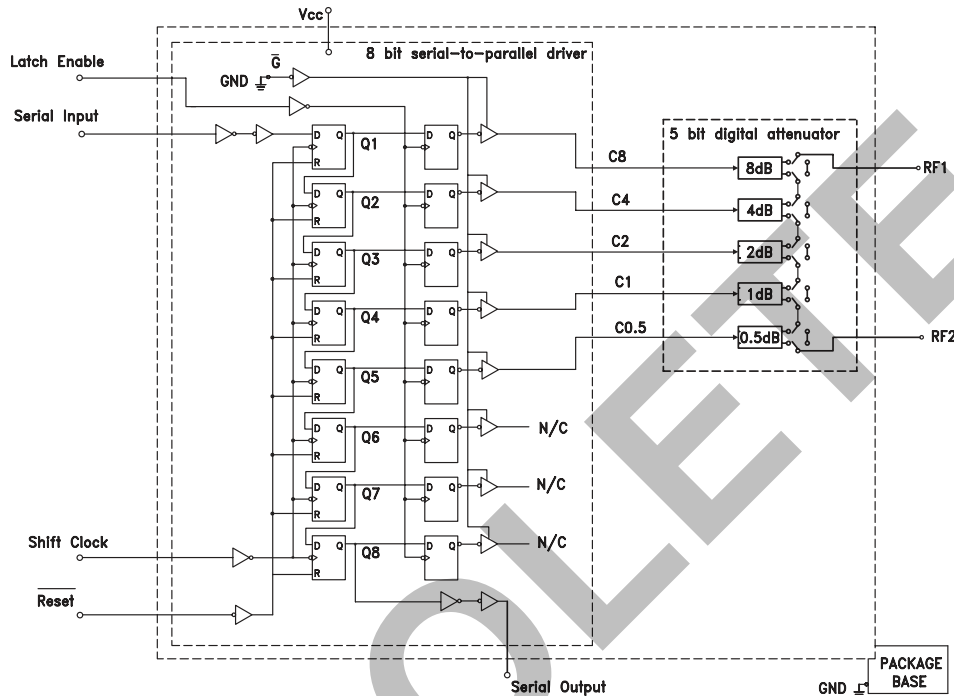 Vcc
8 bit serial-to-parallel driver
Latch Enable
G̅
GND
Serial Input
D Q
R
Q1
D Q
D Q
R
Q2
D Q
D Q
R
Q3
D Q
D Q
R
Q4
D Q
D Q
R
Q5
D Q
D Q
R
Q6
D Q
D Q
R
Q7
D Q
D Q
R
Q8
D Q
5 bit digital attenuator
C8
8dB
RF1
C4
4dB
C2
2dB
C1
1dB
C0.5
0.5dB
RF2
N/C
N/C
N/C
Shift Clock
R̅e̅s̅e̅t̅
Serial Output
GND
PACKAGE
BASE
OLETE